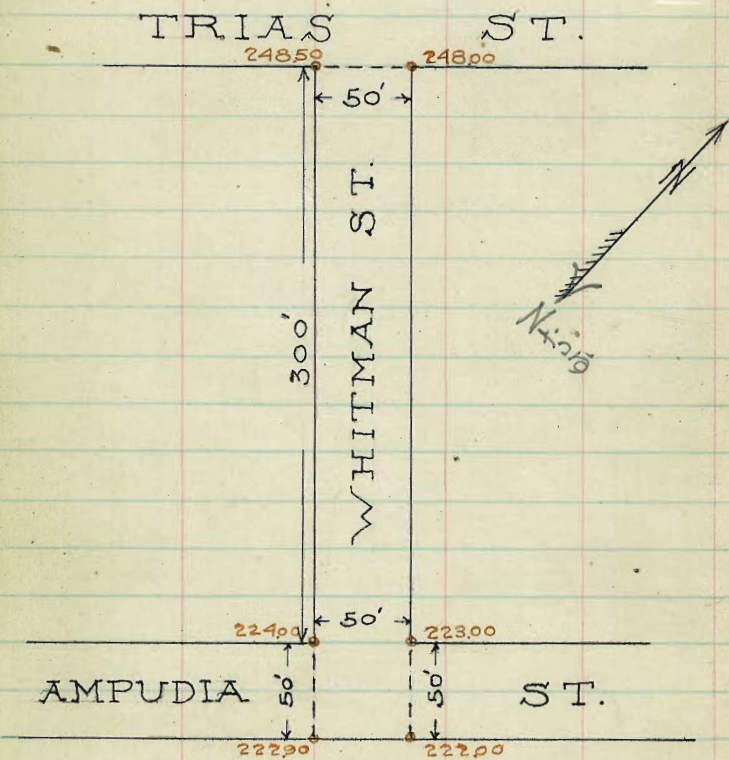 TRIAS ST.
248.50 248.00
50'
WHITMAN ST.
N
300'
50'
224.00 223.00
AMPUDIA ST.
50' 50'
222.90 222.00